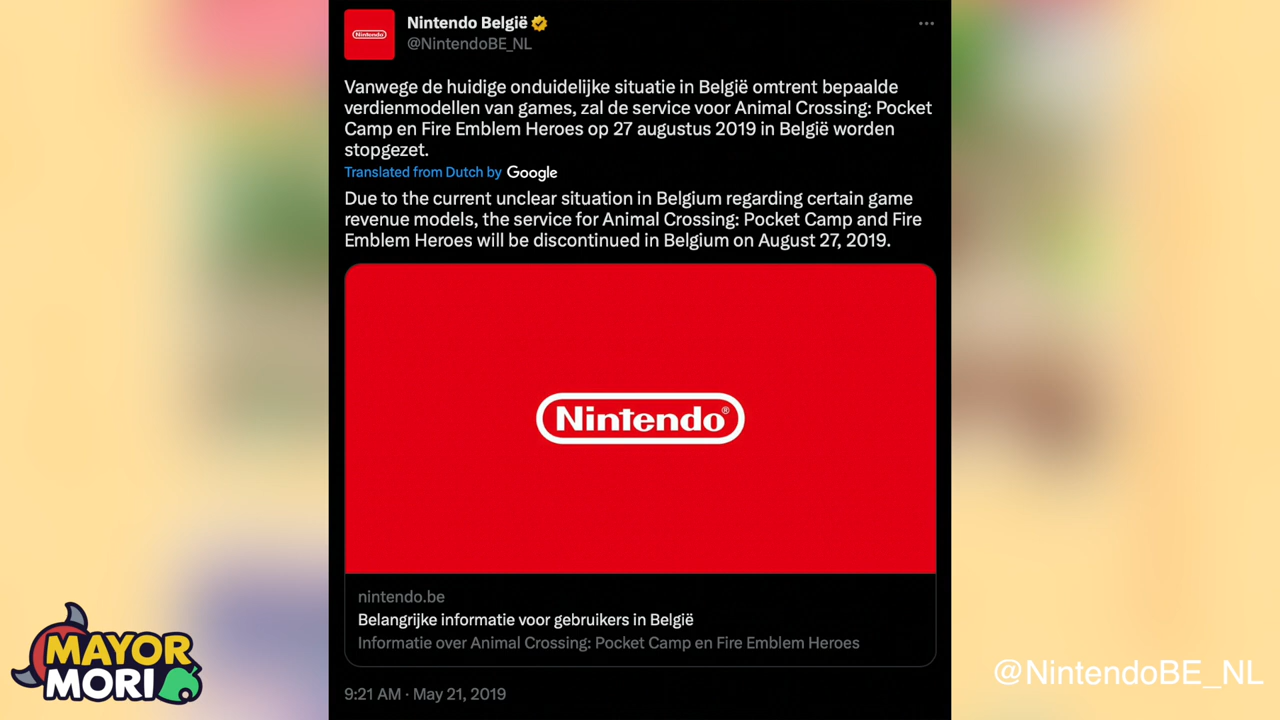 Nintendo
Nintendo België
@NintendoBE_NL
Vanwege de huidige onduidelijke situatie in België omtrent bepaalde
verdienmodellen van games, zal de service voor Animal Crossing: Pocket
Camp en Fire Emblem Heroes op 27 augustus 2019 in België worden
stopgezet.
Translated from Dutch by Google
Due to the current unclear situation in Belgium regarding certain game
revenue models, the service for Animal Crossing: Pocket Camp and Fire
Emblem Heroes will be discontinued in Belgium on August 27, 2019.
Nintendo®
nintendo.be
Belangrijke informatie voor gebruikers in België
Informatie over Animal Crossing: Pocket Camp en Fire Emblem Heroes
9:21 AM · May 21, 2019
MAYOR
MORI
@NintendoBE_NL